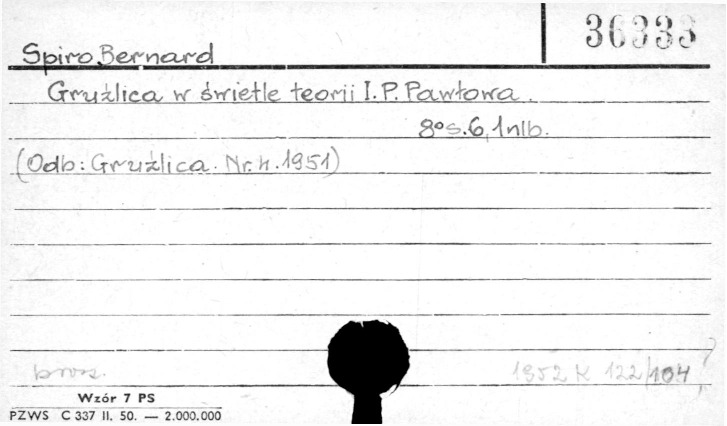 36333
Spiro Bernard
Gruźlica w świetle teorii I. P. Pawłowa.
8° s. 6, 1 nlb.
(Odb: Gruźlica. Nr. 4. 1951)
brosz.
1952 K 122/104
Wzór 7 PS
PZWS C 337 II. 50. — 2.000.000